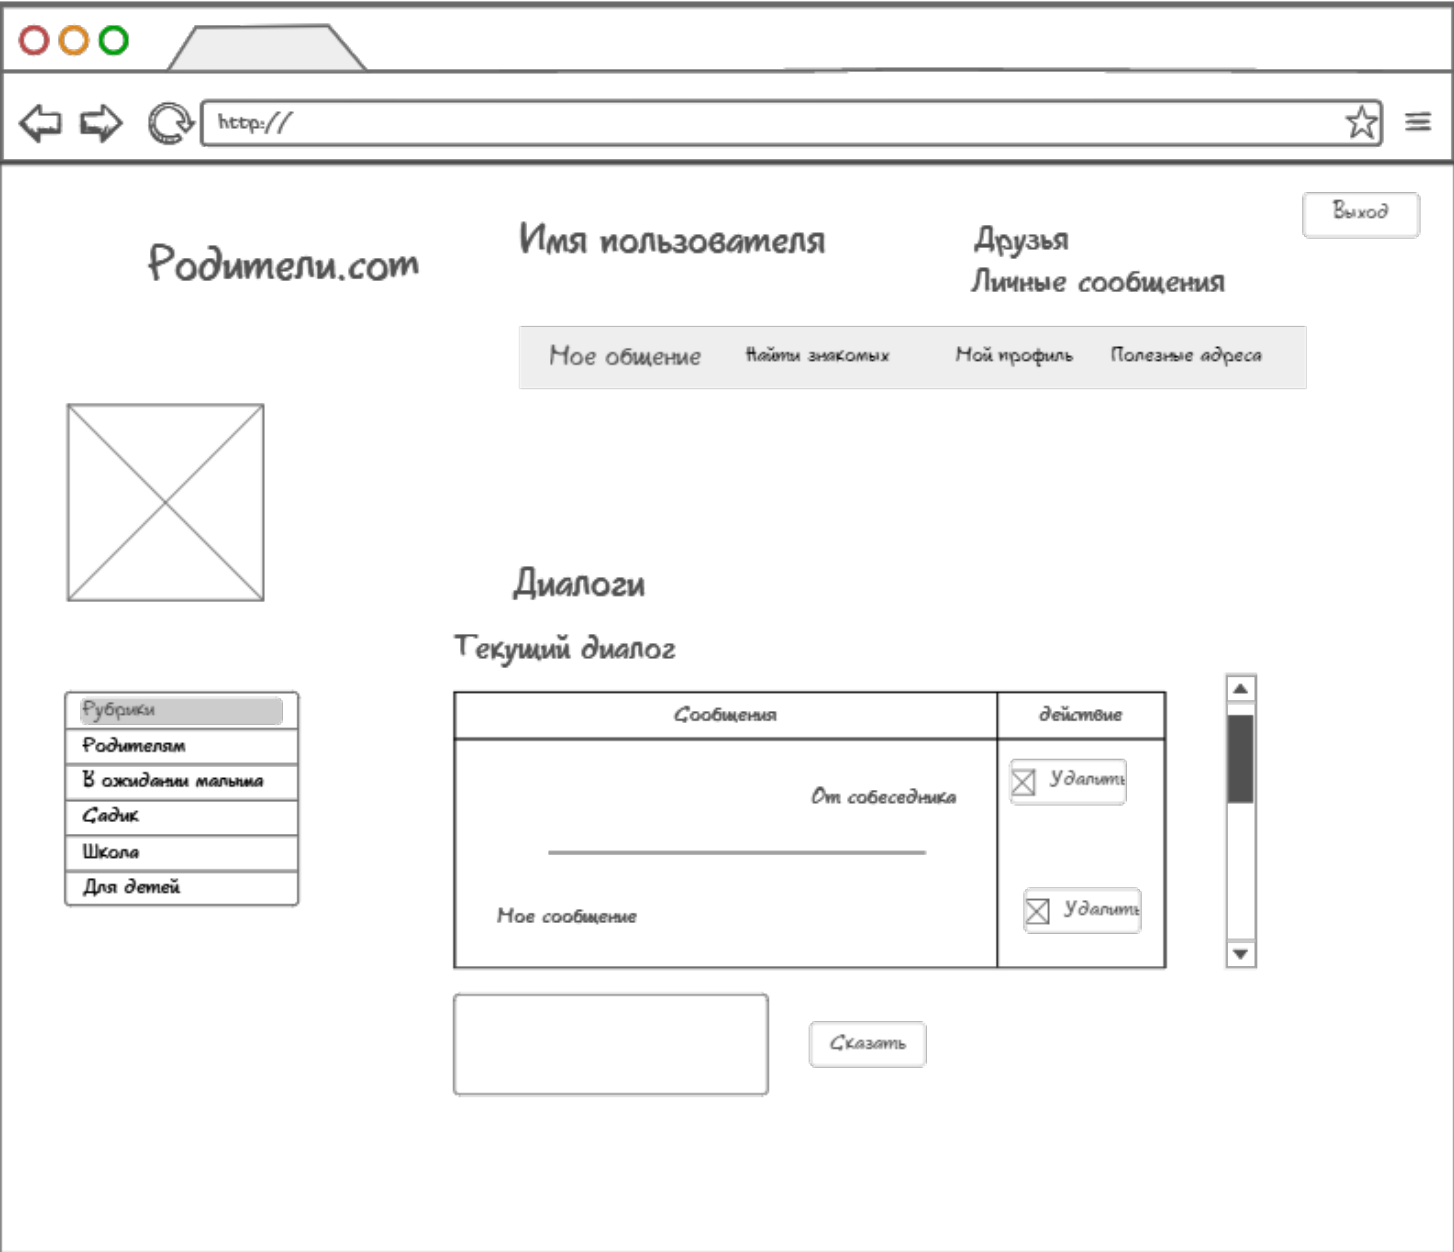 http://
Выход
Родители.com
Имя пользователя
Друзья
Личные сообщения
Мое общение Найти знакомых Мой профиль Полезные адреса
Диалоги
Текущий диалог
Рубрики
Родителям
В ожидании малыша
Садик
Школа
Для детей
Сообщения действие
От собеседника Удалить
Мое сообщение Удалить
Сказать